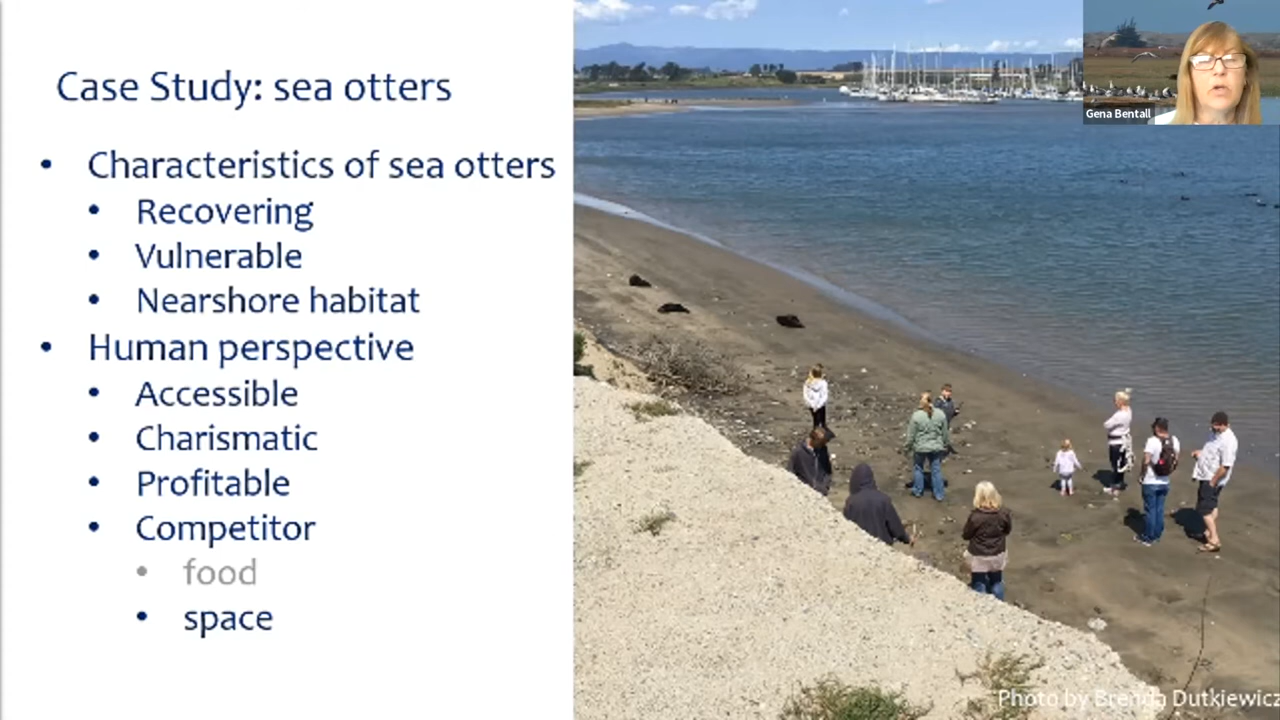 Case Study: sea otters
• Characteristics of sea otters
• Recovering
• Vulnerable
• Nearshore habitat
• Human perspective
• Accessible
• Charismatic
• Profitable
• Competitor
• food
• space
Gena Bentall
Photo by Brenda Dutkiewicz